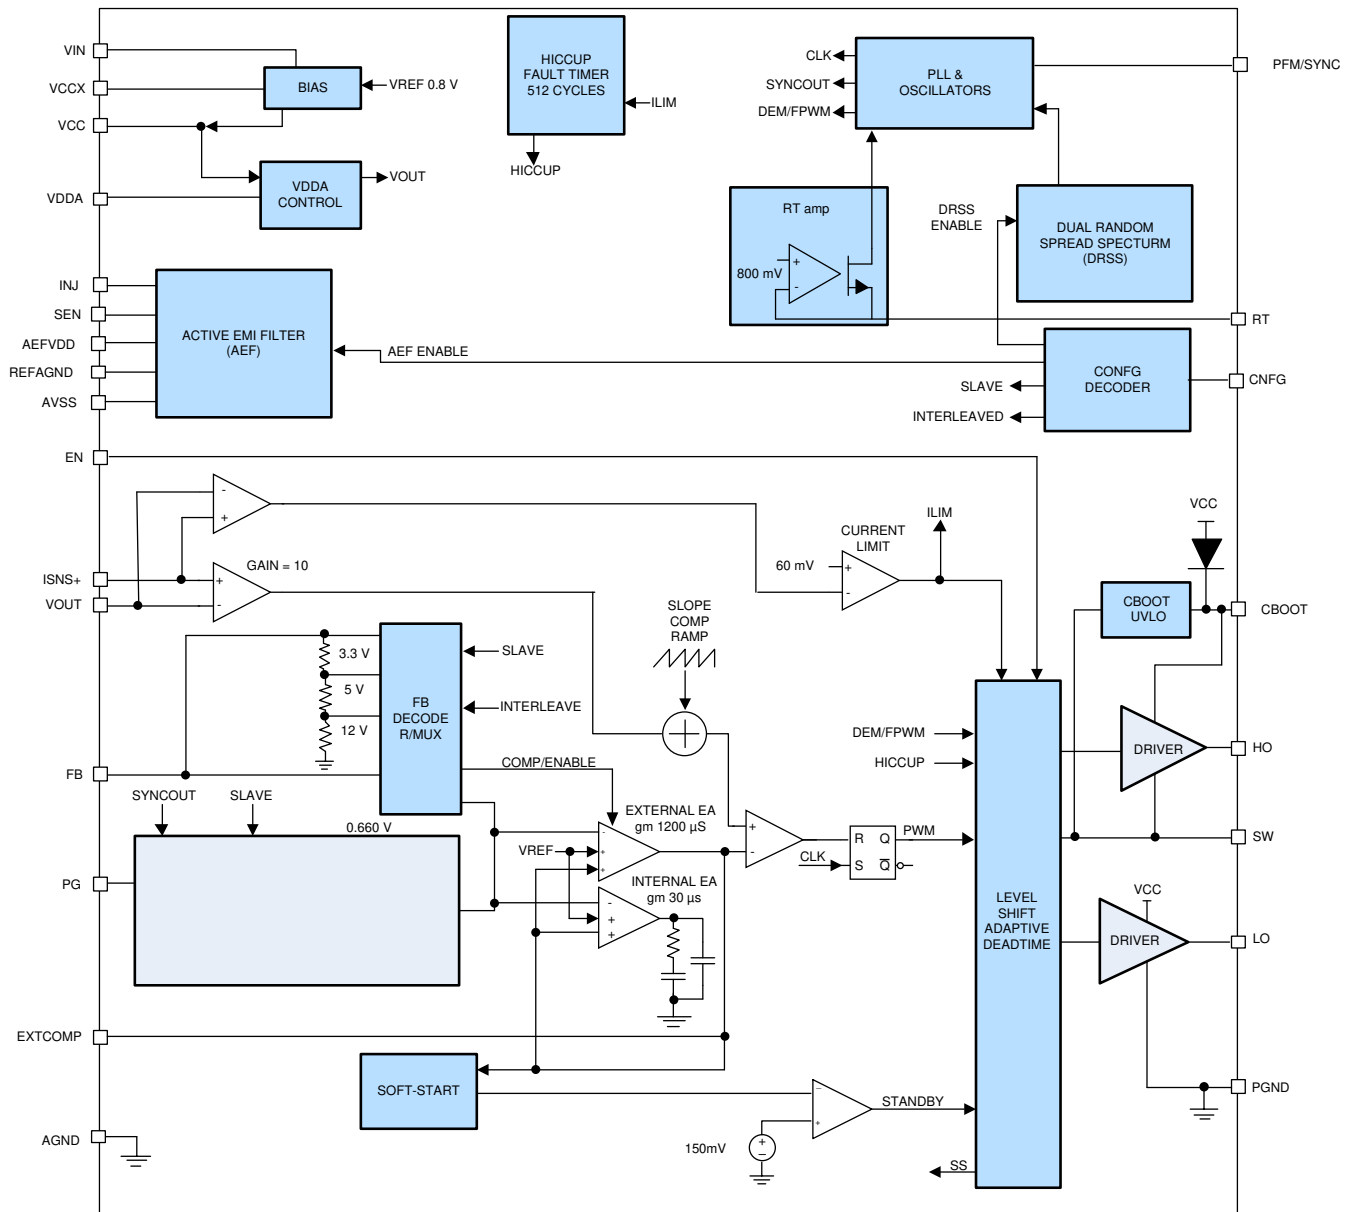 VIN
VCCX
VCC
VDDA
BIAS
VREF 0.8 V
VDDA
CONTROL
VOUT
HICCUP
FAULT TIMER
512 CYCLES
ILIM
HICCUP
CLK
SYNCOUT
DEM/FPWM
PLL &
OSCILLATORS
PFM/SYNC
RT amp
800 mV
+
-
DRSS
ENABLE
DUAL RANDOM
SPREAD SPECTURM
(DRSS)
RT
INJ
SEN
AEFVDD
REFAGND
AVSS
ACTIVE EMI FILTER
(AEF)
AEF ENABLE
SLAVE
INTERLEAVED
CONFG
DECODER
CNFG
EN
-
+
ISNS+
VOUT
+
-
GAIN = 10
60 mV
+
-
CURRENT
LIMIT
ILIM
VCC
CBOOT
UVLO
CBOOT
SLOPE
COMP
RAMP
3.3 V
5 V
12 V
FB
DECODE
R/MUX
SLAVE
INTERLEAVE
FB
COMP/ENABLE
SYNCOUT
SLAVE
0.660 V
PG
EXTERNAL EA
gm 1200 µS
VREF
-
+
+
INTERNAL EA
gm 30 µs
-
+
+
+
-
R Q
S Q
CLK
PWM
DEM/FPWM
HICCUP
LEVEL
SHIFT
ADAPTIVE
DEADTIME
DRIVER
HO
SW
VCC
DRIVER
LO
PGND
EXTCOMP
SOFT-START
AGND
150mV
+
−
−
+
STANDBY
SS